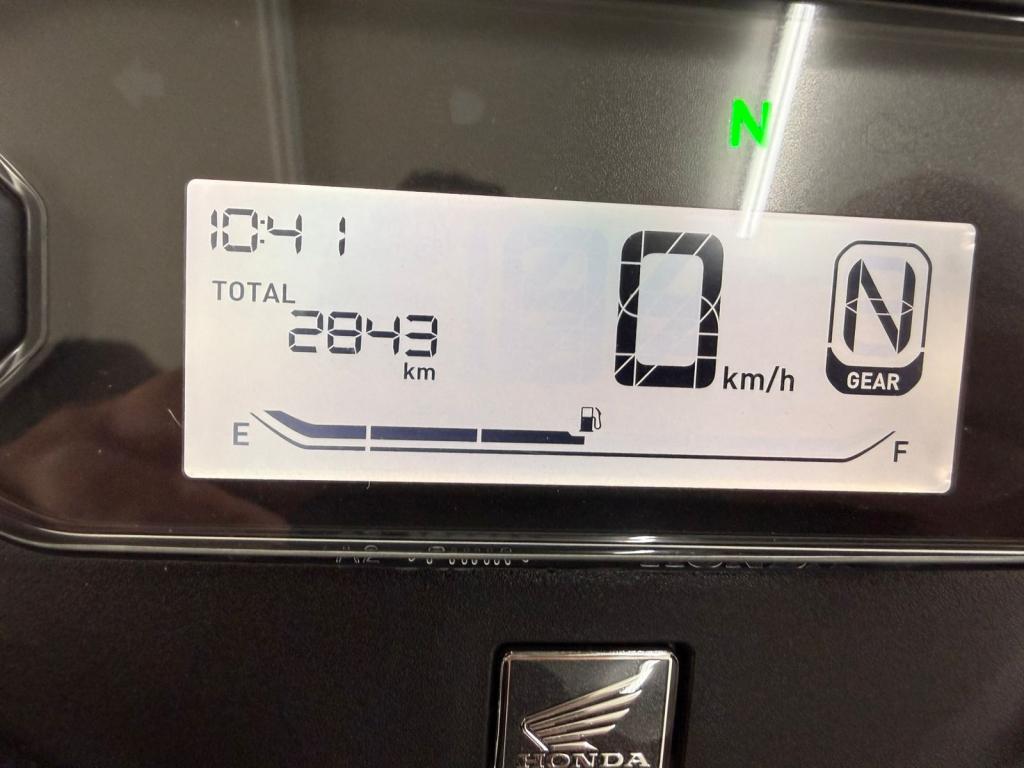 N
10:41
TOTAL
2843
km
0 km/h
N
GEAR
E
F
HONDA